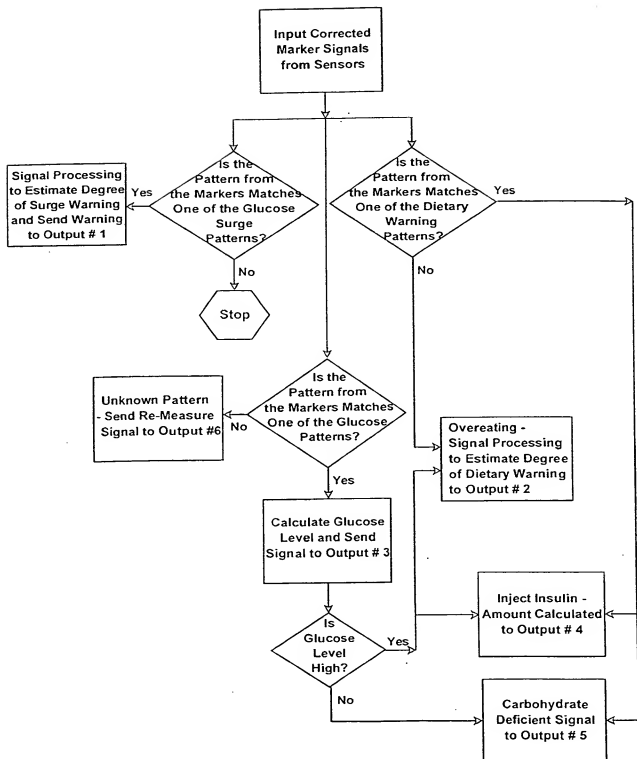 Input Corrected
Marker Signals
from Sensors
Signal Processing
to Estimate Degree
of Surge Warning
and Send Warning
to Output # 1
Yes
Is the
Pattern from
the Markers Matches
One of the Glucose
Surge
Patterns?
No
Stop
Is the
Pattern from
the Markers Matches
One of the Dietary
Warning
Patterns?
Yes
No
Unknown Pattern
- Send Re-Measure
Signal to Output #6
No
Is the
Pattern from
the Markers Matches
One of the Glucose
Patterns?
Yes
Overeating -
Signal Processing
to Estimate Degree
of Dietary Warning
to Output # 2
Calculate Glucose
Level and Send
Signal to Output # 3
Is
Glucose
Level
High?
Yes
No
Inject Insulin -
Amount Calculated
to Output # 4
Carbohydrate
Deficient Signal
to Output # 5